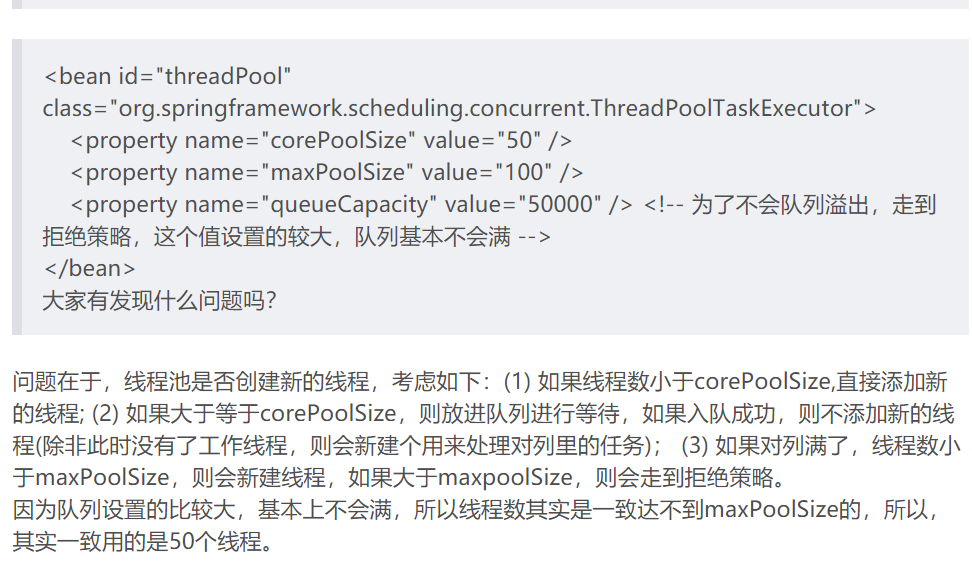 <bean id="threadPool"
class="org.springframework.scheduling.concurrent.ThreadPoolTaskExecutor">
<property name="corePoolSize" value="50" />
<property name="maxPoolSize" value="100" />
<property name="queueCapacity" value="50000" /> <!-- 为了不会队列溢出，走到
拒绝策略，这个值设置的较大，队列基本不会满 -->
</bean>
大家有发现什么问题吗？
问题在于，线程池是否创建新的线程，考虑如下：(1) 如果线程数小于corePoolSize,直接添加新
的线程; (2) 如果大于等于corePoolSize，则放进队列进行等待，如果入队成功，则不添加新的线
程(除非此时没有了工作线程，则会新建个用来处理对列里的任务)； (3) 如果对列满了，线程数小
于maxPoolSize，则会新建线程，如果大于maxpoolSize，则会走到拒绝策略。
因为队列设置的比较大，基本上不会满，所以线程数其实是一致达不到maxPoolSize的，所以，
其实一致用的是50个线程。